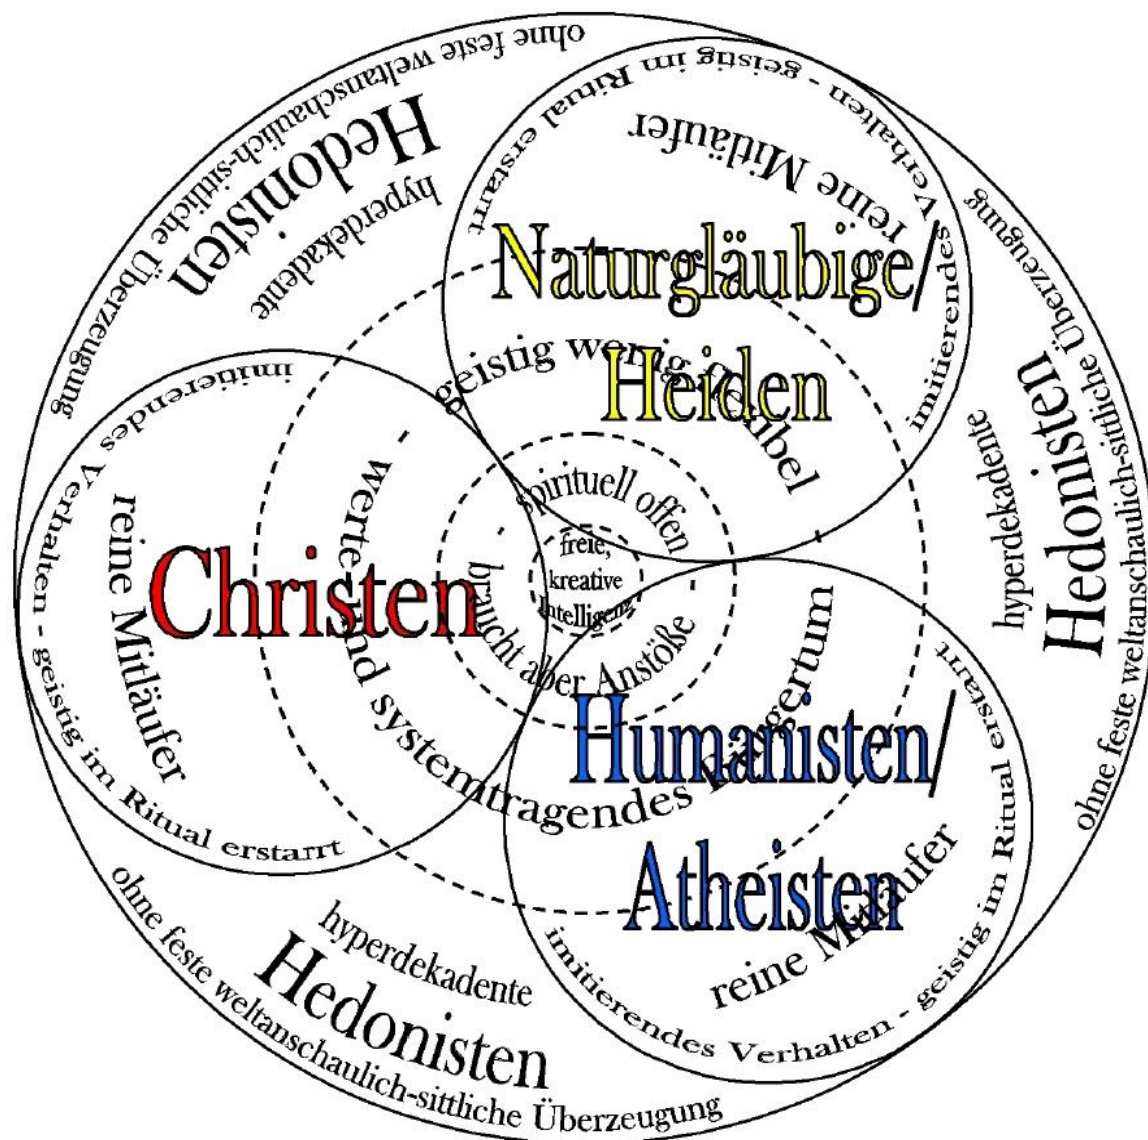 ohne feste weltanschaulich-sittliche Überzeugung
Hedonisten
hyperdekadente
imitierendes Verhalten - geistig im Ritual erstarrt
reine Mitläufer
Naturgläubige/
Heiden
ohne feste weltanschaulich-sittliche Überzeugung
Hedonisten
hyperdekadente
geistig wenig flexibel -
werte- und systemtragendes Bürgertum
spirituell offen -
braucht aber Anstöße -
freie,
kreative
Intelligenz
imitierendes Verhalten - geistig im Ritual erstarrt
reine Mitläufer
Christen
Humanisten/
Atheisten
reine Mitläufer
imitierendes Verhalten - geistig im Ritual erstarrt
hyperdekadente
Hedonisten
ohne feste weltanschaulich-sittliche Überzeugung